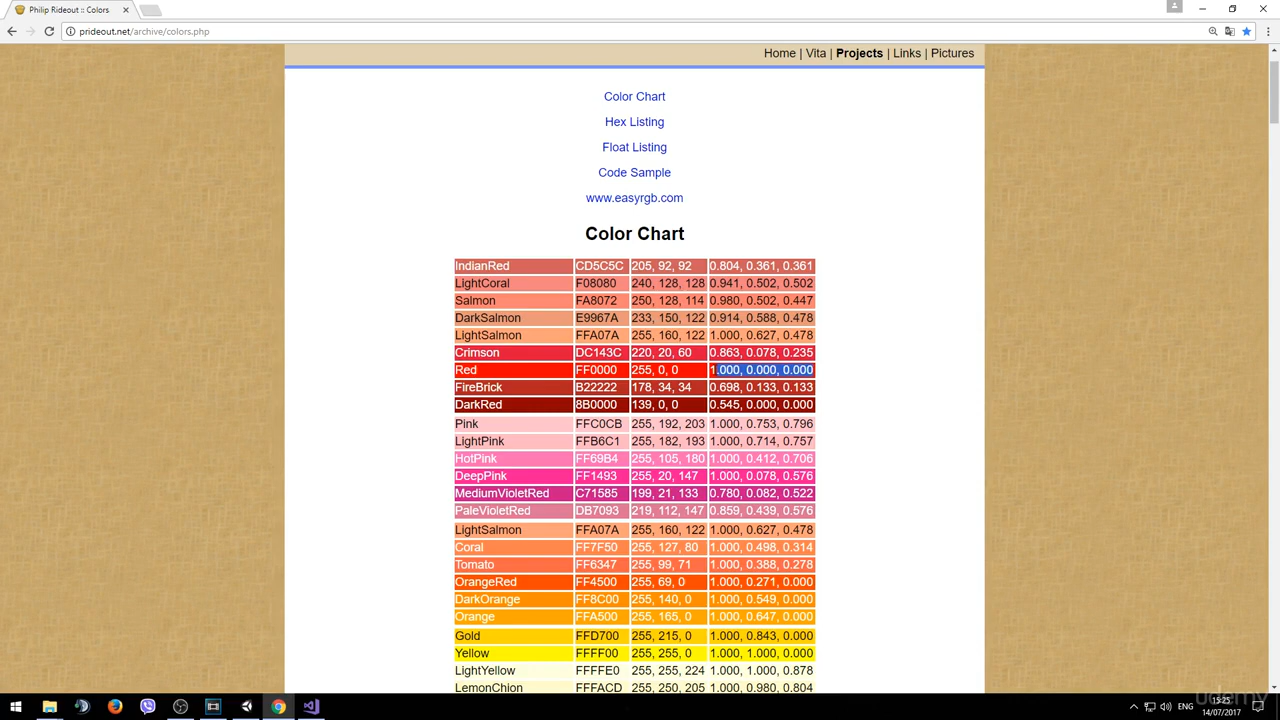 Philip Rideout :: Colors
prideout.net/archive/colors.php
Home | Vita | Projects | Links | Pictures
Color Chart
Hex Listing
Float Listing
Code Sample
www.easyrgb.com
Color Chart
IndianRed CD5C5C 205, 92, 92 0.804, 0.361, 0.361
LightCoral F08080 240, 128, 128 0.941, 0.502, 0.502
Salmon FA8072 250, 128, 114 0.980, 0.502, 0.447
DarkSalmon E9967A 233, 150, 122 0.914, 0.588, 0.478
LightSalmon FFA07A 255, 160, 122 1.000, 0.627, 0.478
Crimson DC143C 220, 20, 60 0.863, 0.078, 0.235
Red FF0000 255, 0, 0 1.000, 0.000, 0.000
FireBrick B22222 178, 34, 34 0.698, 0.133, 0.133
DarkRed 8B0000 139, 0, 0 0.545, 0.000, 0.000
Pink FFC0CB 255, 192, 203 1.000, 0.753, 0.796
LightPink FFB6C1 255, 182, 193 1.000, 0.714, 0.757
HotPink FF69B4 255, 105, 180 1.000, 0.412, 0.706
DeepPink FF1493 255, 20, 147 1.000, 0.078, 0.576
MediumVioletRed C71585 199, 21, 133 0.780, 0.082, 0.522
PaleVioletRed DB7093 219, 112, 147 0.859, 0.439, 0.576
LightSalmon FFA07A 255, 160, 122 1.000, 0.627, 0.478
Coral FF7F50 255, 127, 80 1.000, 0.498, 0.314
Tomato FF6347 255, 99, 71 1.000, 0.388, 0.278
OrangeRed FF4500 255, 69, 0 1.000, 0.271, 0.000
DarkOrange FF8C00 255, 140, 0 1.000, 0.549, 0.000
Orange FFA500 255, 165, 0 1.000, 0.647, 0.000
Gold FFD700 255, 215, 0 1.000, 0.843, 0.000
Yellow FFFF00 255, 255, 0 1.000, 1.000, 0.000
LightYellow FFFFE0 255, 255, 224 1.000, 1.000, 0.878
LemonChion FFFACD 255, 250, 205 1.000, 0.980, 0.804
udemy
ENG 15:25
14/07/2017